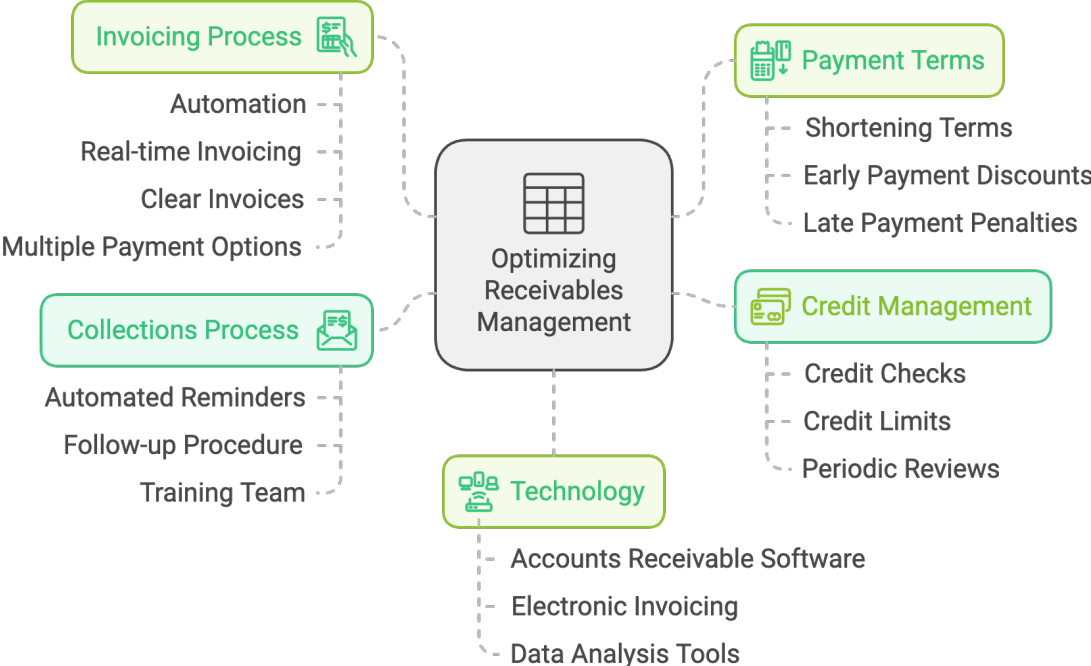 Invoicing Process
Automation
Real-time Invoicing
Clear Invoices
Multiple Payment Options
Collections Process
Automated Reminders
Follow-up Procedure
Training Team
Optimizing
Receivables
Management
Payment Terms
Shortening Terms
Early Payment Discounts
Late Payment Penalties
Credit Management
Credit Checks
Credit Limits
Periodic Reviews
Technology
Accounts Receivable Software
Electronic Invoicing
Data Analysis Tools